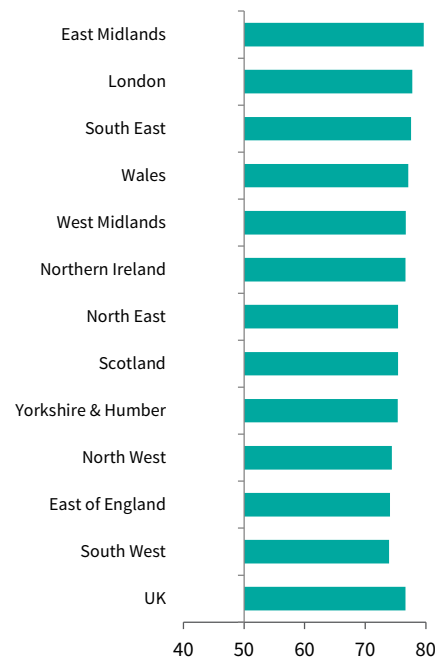 East Midlands
London
South East
Wales
West Midlands
Northern Ireland
North East
Scotland
Yorkshire & Humber
North West
East of England
South West
UK
40 50 60 70 80